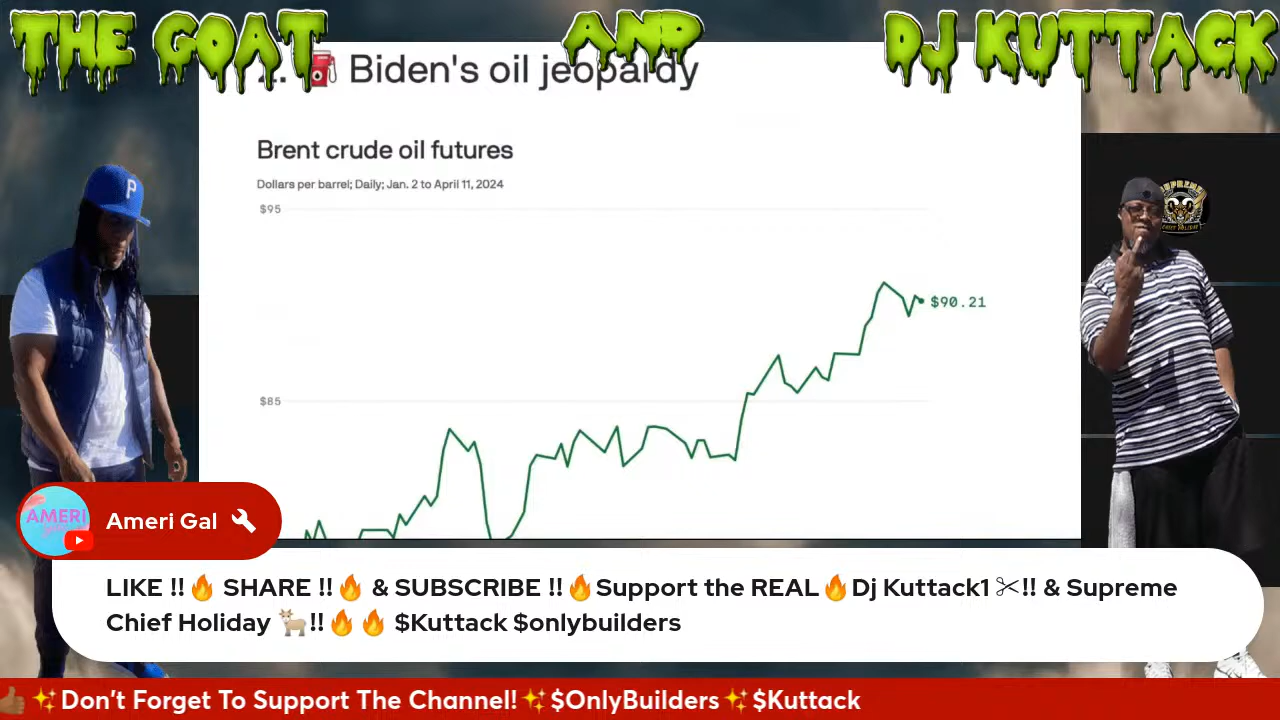 THE GOAT AND DJ KUTTACK
Biden's oil jeopardy
Brent crude oil futures
Dollars per barrel; Daily; Jan. 2 to April 11, 2024
$95
$90.21
$85
P
SUPREME
AMERI
Ameri Gal
LIKE !!🔥 SHARE !!🔥 & SUBSCRIBE !!🔥Support the REAL🔥Dj Kuttack1 ✂!! & Supreme
Chief Holiday 🐐!!🔥🔥 $Kuttack $onlybuilders
👍🏾✨Don't Forget To Support The Channel!✨$OnlyBuilders✨$Kuttack